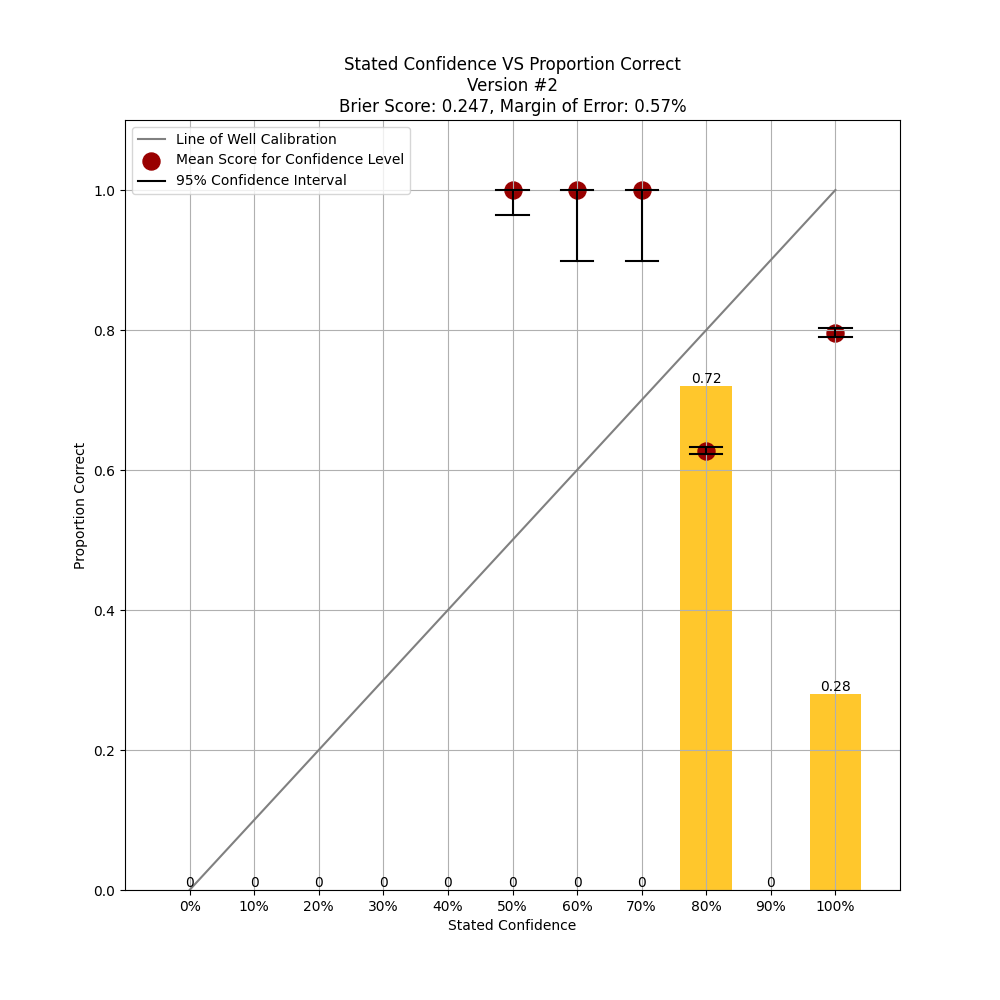 Stated Confidence VS Proportion Correct
Version #2
Brier Score: 0.247, Margin of Error: 0.57%
Line of Well Calibration
Mean Score for Confidence Level
95% Confidence Interval
1.0
0.8
0.6
0.4
0.2
0.0
Proportion Correct
0.72
0.28
0 0 0 0 0 0 0 0 0
0% 10% 20% 30% 40% 50% 60% 70% 80% 90% 100%
Stated Confidence